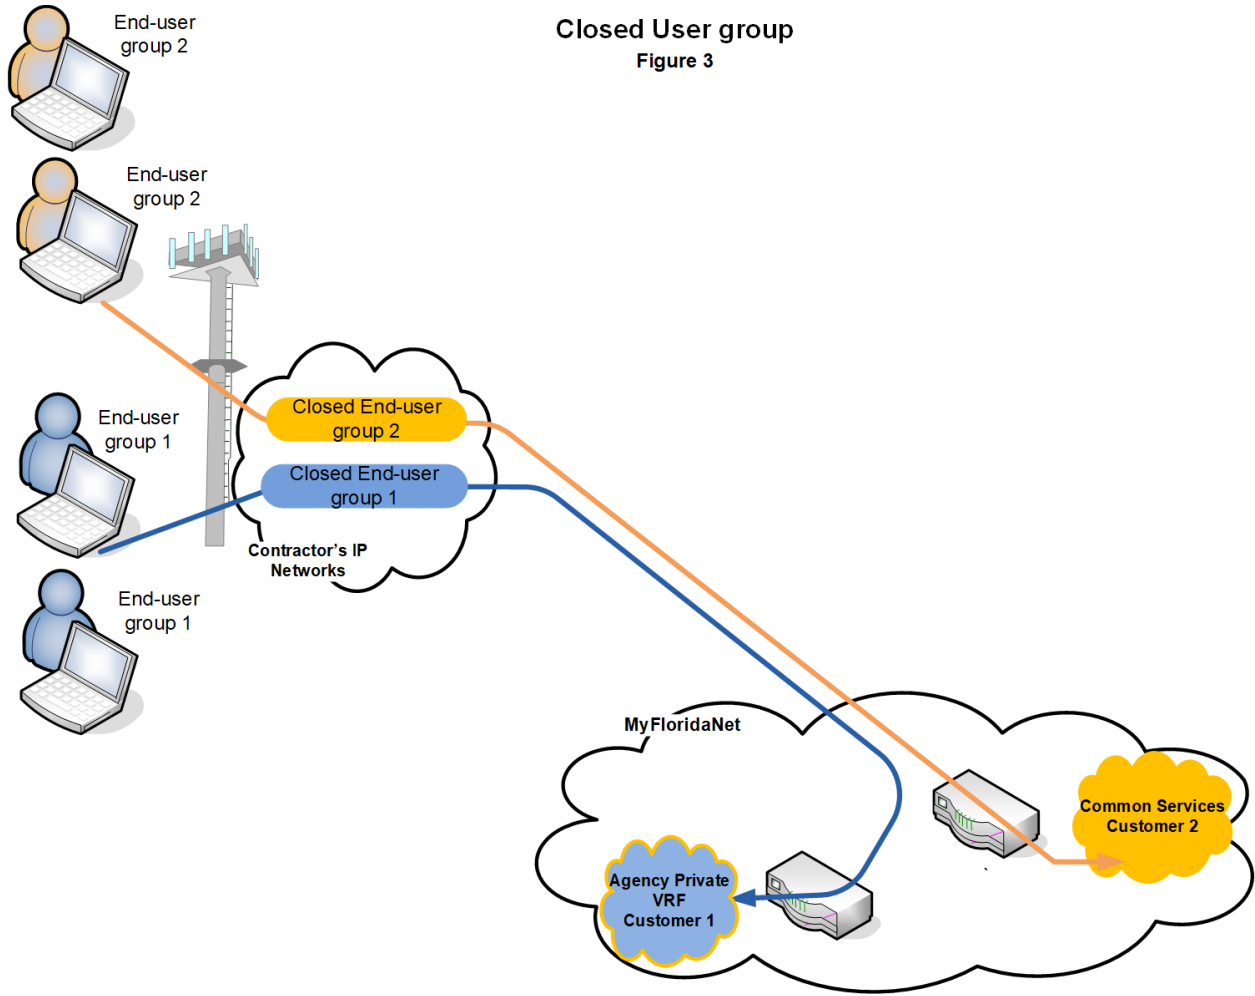 Closed User group
Figure 3
End-user
group 2
End-user
group 2
End-user
group 1
End-user
group 1
Closed End-user
group 2
Closed End-user
group 1
Contractor's IP
Networks
MyFloridaNet
Common Services
Customer 2
Agency Private
VRF
Customer 1